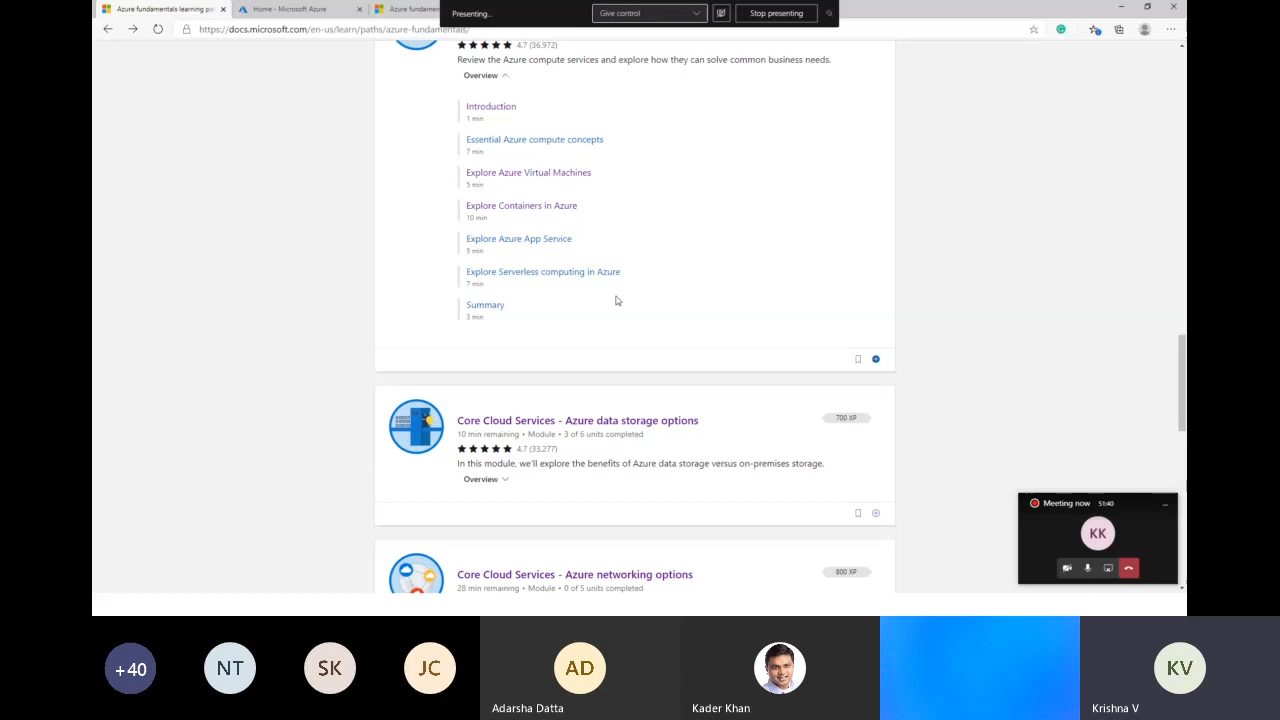 Azure fundamentals learning pa
Home - Microsoft Azure
Azure fundamen
Presenting...
Give control
Stop presenting
https://docs.microsoft.com/en-us/learn/paths/azure-fundamentals/
4.7 (36,972)
Review the Azure compute services and explore how they can solve common business needs.
Overview
Introduction
1 min
Essential Azure compute concepts
7 min
Explore Azure Virtual Machines
5 min
Explore Containers in Azure
10 min
Explore Azure App Service
5 min
Explore Serverless computing in Azure
7 min
Summary
3 min
Core Cloud Services - Azure data storage options
700 XP
10 min remaining • Module • 3 of 6 units completed
4.7 (33,277)
In this module, we'll explore the benefits of Azure data storage versus on-premises storage.
Overview
Core Cloud Services - Azure networking options
800 XP
28 min remaining • Module • 0 of 5 units completed
Meeting now 51:40
KK
+40
NT
SK
JC
AD
KV
Adarsha Datta
Kader Khan
Krishna V